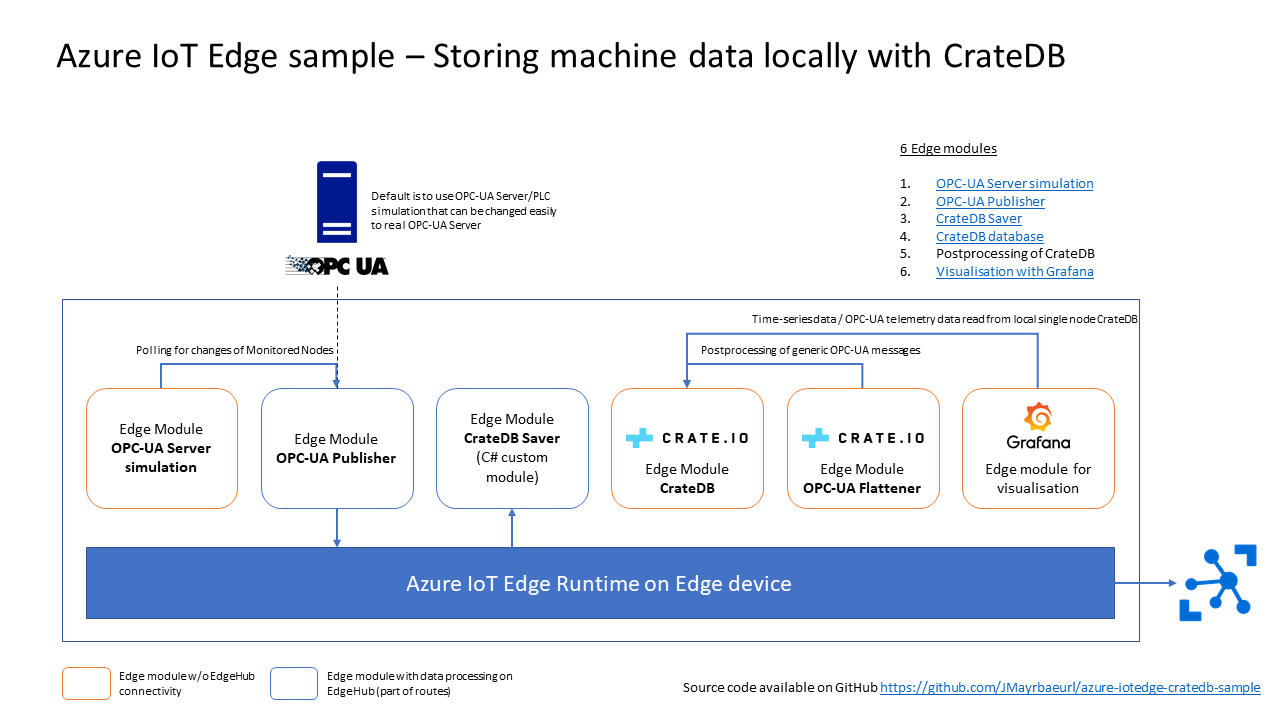 Azure IoT Edge sample – Storing machine data locally with CrateDB
6 Edge modules
1. OPC-UA Server simulation
2. OPC-UA Publisher
3. CrateDB Saver
4. CrateDB database
5. Postprocessing of CrateDB
6. Visualisation with Grafana
Default is to use OPC-UA Server/PLC
simulation that can be changed easily
to real OPC-UA Server
OPC UA
Time-series data / OPC-UA telemetry data read from local single node CrateDB
Polling for changes of Monitored Nodes
Postprocessing of generic OPC-UA messages
Edge Module
OPC-UA Server
simulation
Edge Module
OPC-UA Publisher
Edge Module
CrateDB Saver
(C# custom
module)
CRATE.IO
Edge Module
CrateDB
CRATE.IO
Edge Module
OPC-UA Flattener
Grafana
Edge module for
visualisation
Azure IoT Edge Runtime on Edge device
Edge module w/o EdgeHub
connectivity
Edge module with data processing on
EdgeHub (part of routes)
Source code available on GitHub https://github.com/JMayrbaeurl/azure-iotedge-cratedb-sample